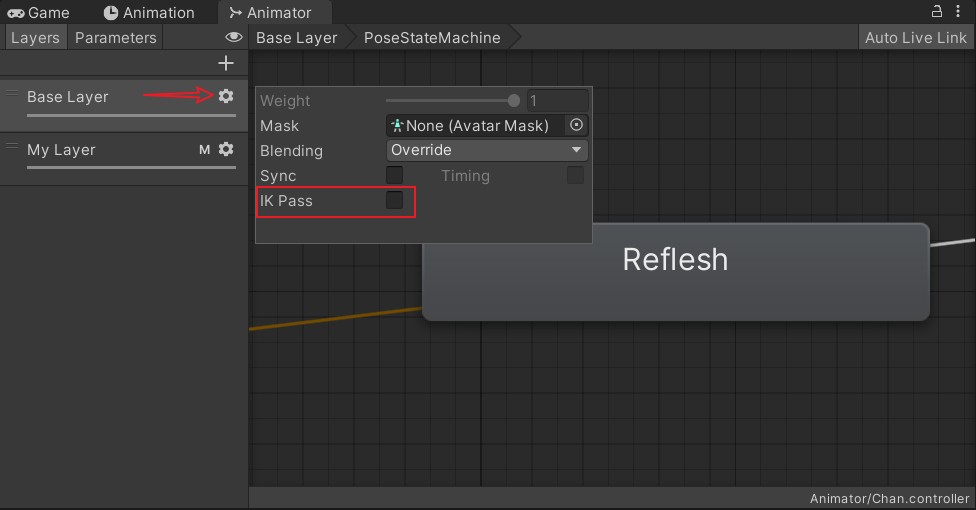 Game Animation Animator
Layers Parameters Base Layer PoseStateMachine Auto Live Link
Base Layer
My Layer M
Weight 1
Mask None (Avatar Mask)
Blending Override
Sync Timing
IK Pass
Reflesh
Animator/Chan.controller